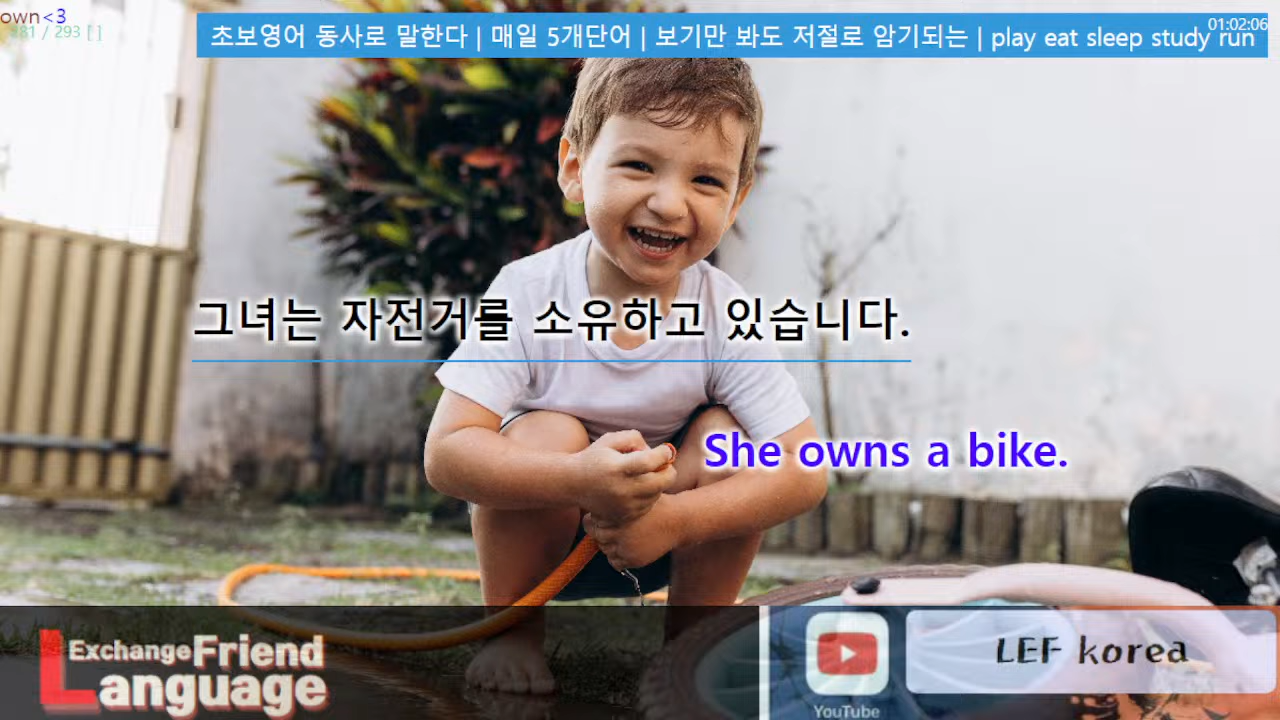 own<3
281 / 293 [ ]
01:02:06
초보영어 동사로 말한다 | 매일 5개단어 | 보기만 봐도 저절로 암기되는 | play eat sleep study run
그녀는 자전거를 소유하고 있습니다.
She owns a bike.
Exchange Friend
Language
YouTube
LEF korea